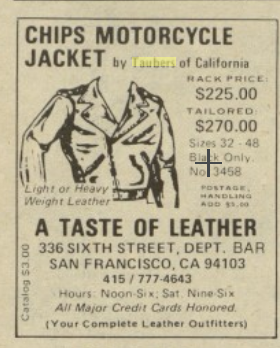 CHIPS MOTORCYCLE
JACKET by Taubers of California
RACK PRICE:
$225.00
TAILORED:
$270.00
Sizes 32 - 48
Black Only.
No. 3458
POSTAGE,
HANDLING
ADD $3.00
Light or Heavy
Weight Leather
A TASTE OF LEATHER
336 SIXTH STREET, DEPT. BAR
SAN FRANCISCO, CA 94103
415 / 777-4643
Hours: Noon-Six; Sat. Nine-Six
All Major Credit Cards Honored.
(Your Complete Leather Outfitters)
Catalog $3.00